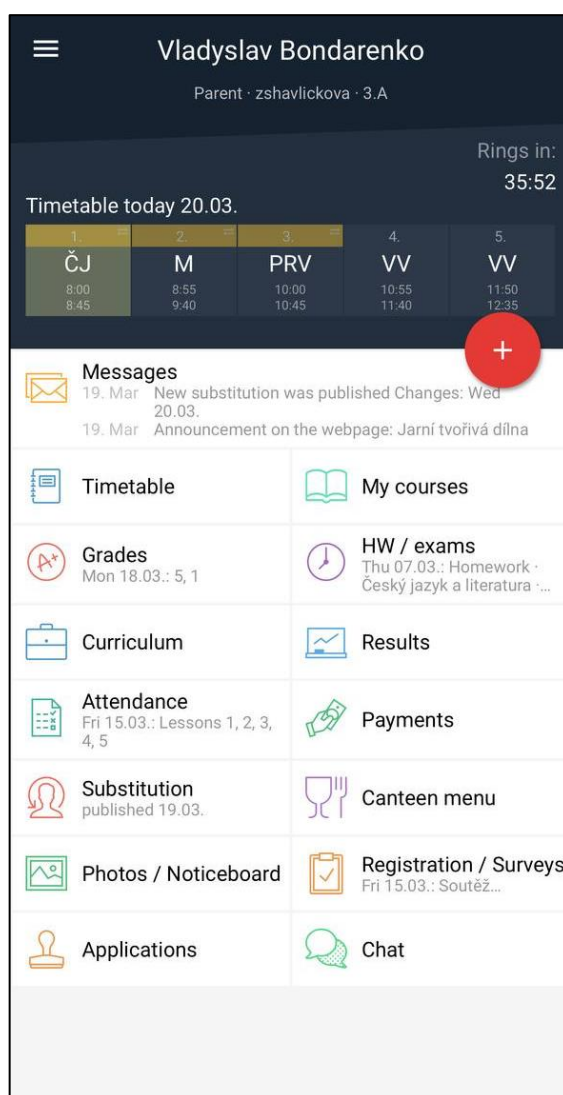 Vladyslav Bondarenko
Parent · zshavlickova · 3.A
Rings in:
35:52
Timetable today 20.03.
1. 2. 3. 4. 5.
ČJ M PRV VV VV
8:00 8:55 10:00 10:55 11:50
8:45 9:40 10:45 11:40 12:35
+
Messages
19. Mar New substitution was published Changes: Wed
20.03.
19. Mar Announcement on the webpage: Jarní tvořivá dílna
Timetable
My courses
A+
Grades
Mon 18.03.: 5, 1
HW / exams
Thu 07.03.: Homework ·
Český jazyk a literatura ·...
Curriculum
Results
Attendance
Fri 15.03.: Lessons 1, 2, 3,
4, 5
Payments
Substitution
published 19.03.
Canteen menu
Photos / Noticeboard
Registration / Surveys
Fri 15.03.: Soutěž...
Applications
Chat